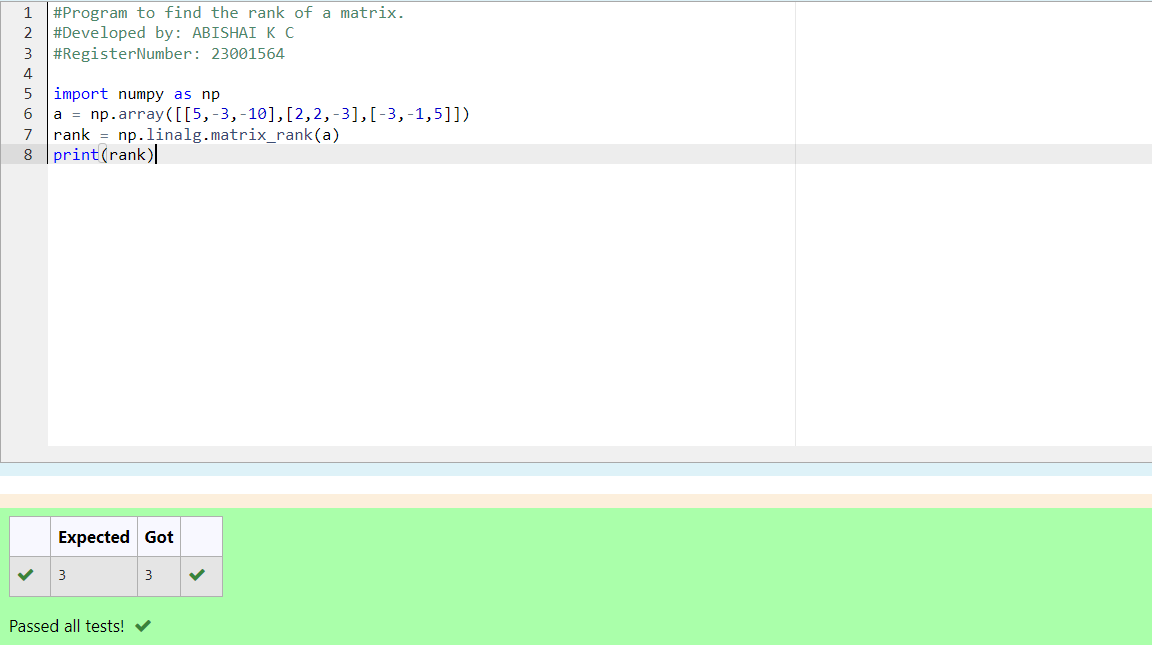 1 #Program to find the rank of a matrix.
2 #Developed by: ABISHAI K C
3 #RegisterNumber: 23001564
4
5 import numpy as np
6 a = np.array([[5,-3,-10],[2,2,-3],[-3,-1,5]])
7 rank = np.linalg.matrix_rank(a)
8 print(rank)
Expected Got
3 3
Passed all tests!